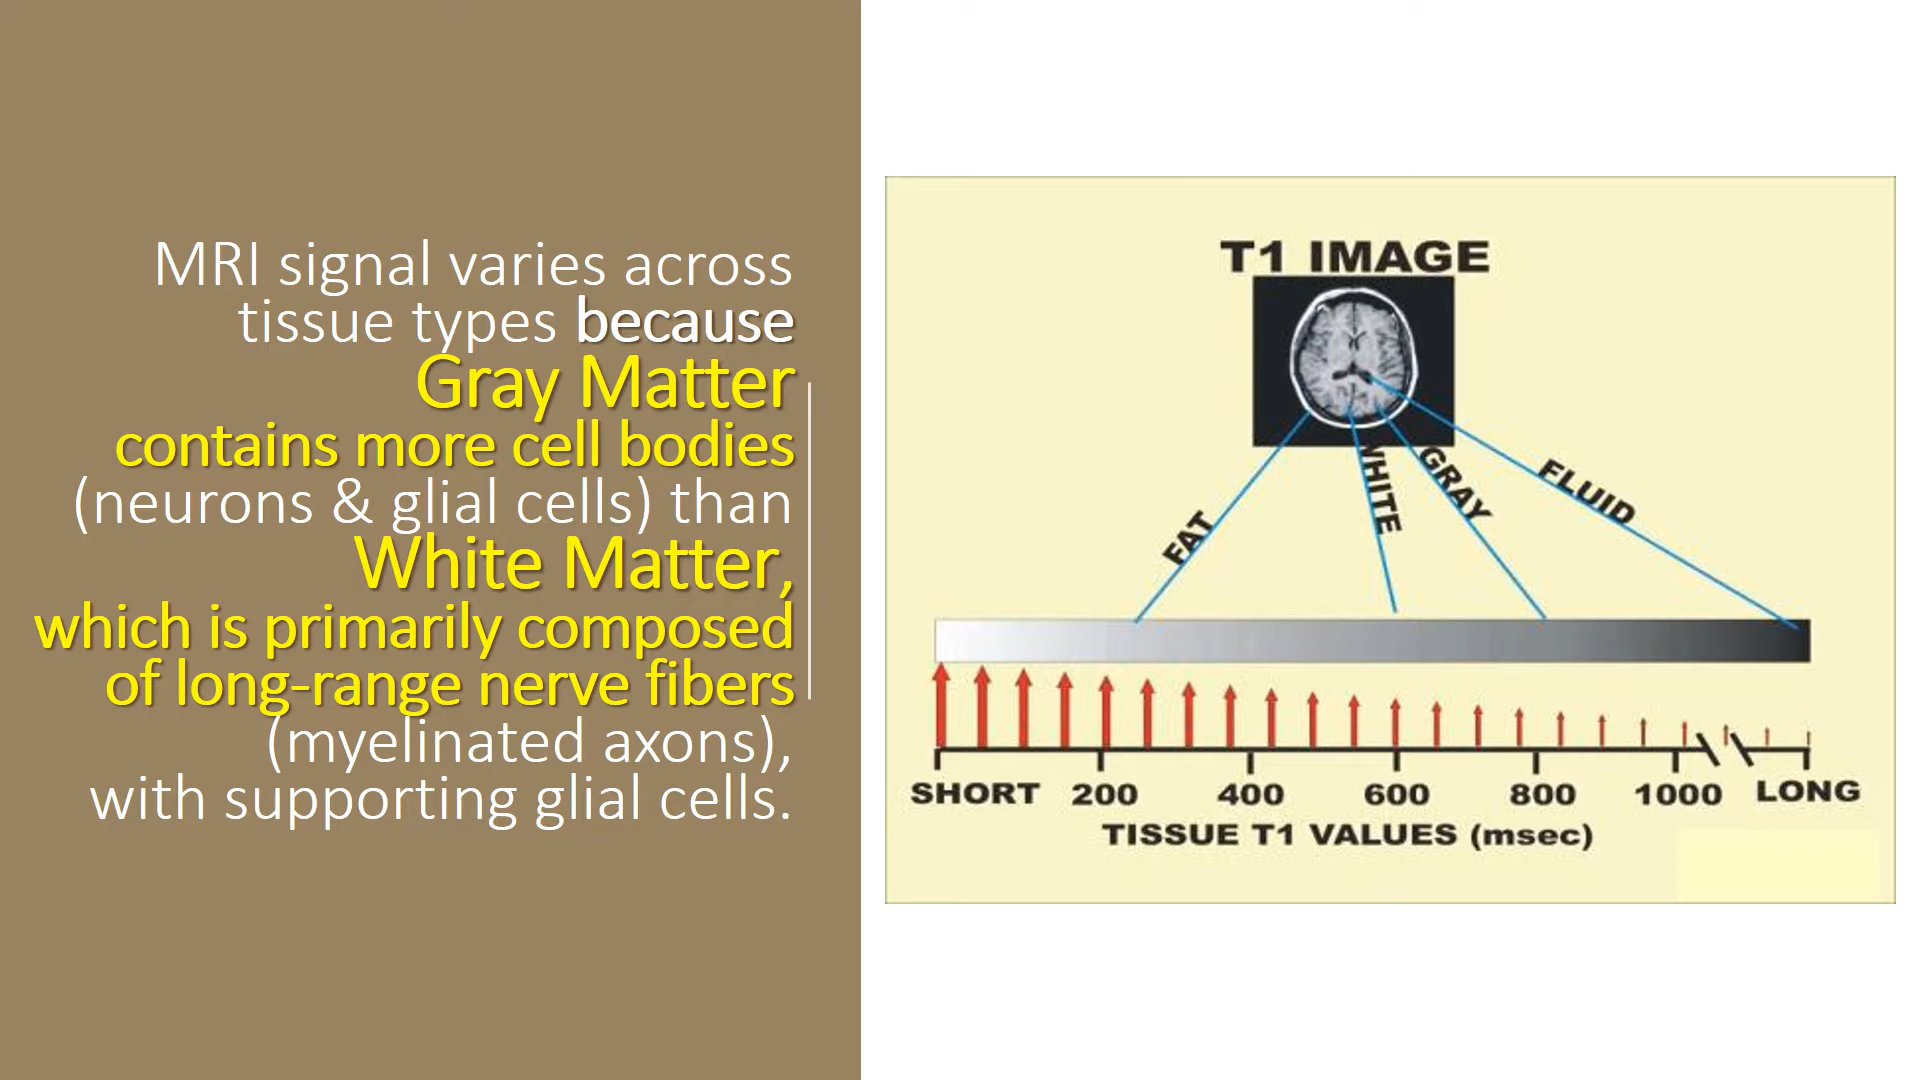 MRI signal varies across
tissue types because
Gray Matter
contains more cell bodies
(neurons & glial cells) than
White Matter,
which is primarily composed
of long-range nerve fibers
(myelinated axons),
with supporting glial cells.
T1 IMAGE
FAT
WHITE
GRAY
FLUID
SHORT 200 400 600 800 1000 LONG
TISSUE T1 VALUES (msec)